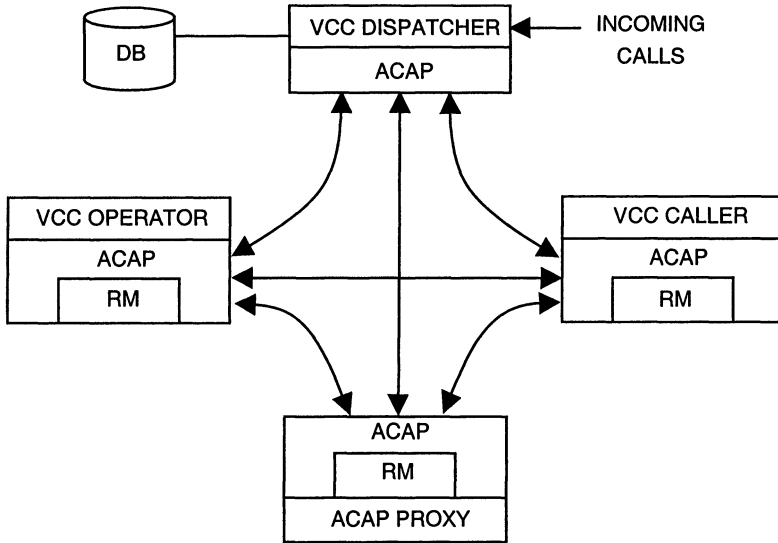 DB
VCC DISPATCHER
ACAP
INCOMING
CALLS
VCC OPERATOR
ACAP
RM
VCC CALLER
ACAP
RM
ACAP
RM
ACAP PROXY